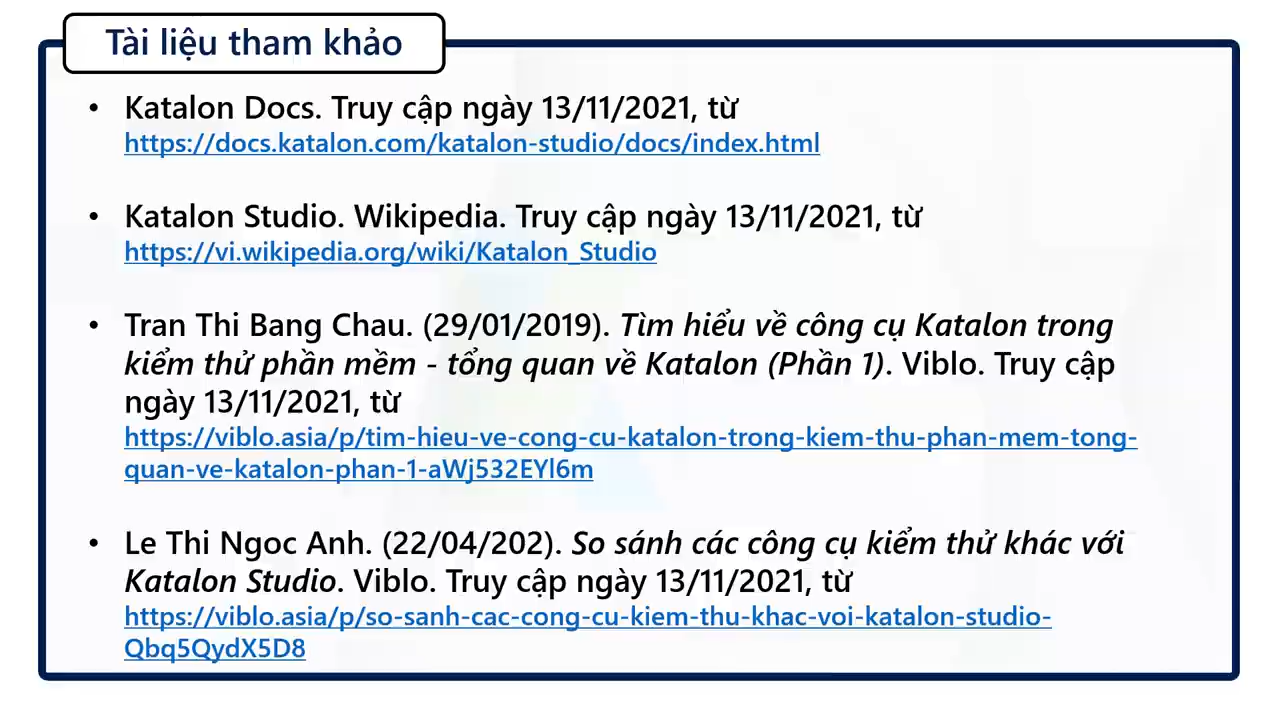 Tài liệu tham khảo
• Katalon Docs. Truy cập ngày 13/11/2021, từ
https://docs.katalon.com/katalon-studio/docs/index.html
• Katalon Studio. Wikipedia. Truy cập ngày 13/11/2021, từ
https://vi.wikipedia.org/wiki/Katalon_Studio
• Tran Thi Bang Chau. (29/01/2019). Tìm hiểu về công cụ Katalon trong
kiểm thử phần mềm - tổng quan về Katalon (Phần 1). Viblo. Truy cập
ngày 13/11/2021, từ
https://viblo.asia/p/tim-hieu-ve-cong-cu-katalon-trong-kiem-thu-phan-mem-tong-
quan-ve-katalon-phan-1-aWj532EYl6m
• Le Thi Ngoc Anh. (22/04/202). So sánh các công cụ kiểm thử khác với
Katalon Studio. Viblo. Truy cập ngày 13/11/2021, từ
https://viblo.asia/p/so-sanh-cac-cong-cu-kiem-thu-khac-voi-katalon-studio-
Qbq5QydX5D8